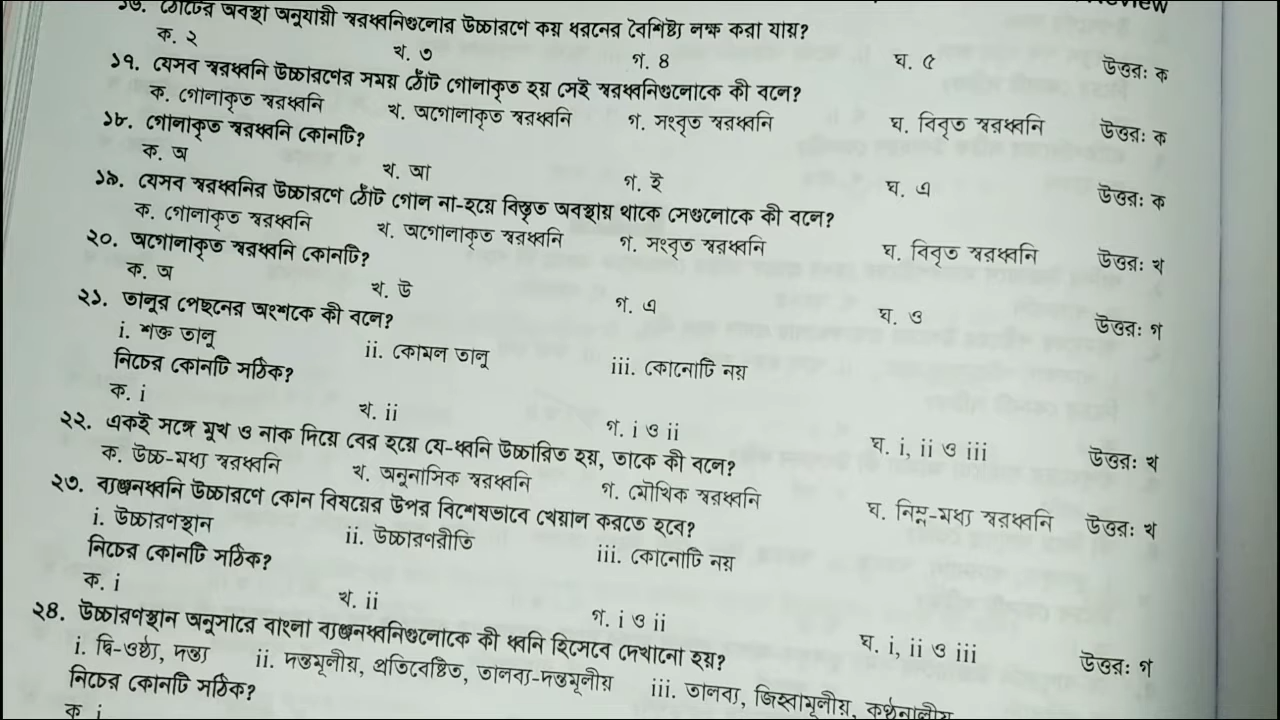 Review
১৬. ঠোঁটের অবস্থা অনুযায়ী স্বরধ্বনিগুলোর উচ্চারণে কয় ধরনের বৈশিষ্ট্য লক্ষ করা যায়?
ক. ২ খ. ৩ গ. ৪ ঘ. ৫ উত্তর: ক
১৭. যেসব স্বরধ্বনি উচ্চারণের সময় ঠোঁট গোলাকৃত হয় সেই স্বরধ্বনিগুলোকে কী বলে?
ক. গোলাকৃত স্বরধ্বনি খ. অগোলাকৃত স্বরধ্বনি গ. সংবৃত স্বরধ্বনি ঘ. বিবৃত স্বরধ্বনি উত্তর: ক
১৮. গোলাকৃত স্বরধ্বনি কোনটি?
ক. অ খ. আ গ. ই ঘ. এ উত্তর: ক
১৯. যেসব স্বরধ্বনির উচ্চারণে ঠোঁট গোল না-হয়ে বিস্তৃত অবস্থায় থাকে সেগুলোকে কী বলে?
ক. গোলাকৃত স্বরধ্বনি খ. অগোলাকৃত স্বরধ্বনি গ. সংবৃত স্বরধ্বনি ঘ. বিবৃত স্বরধ্বনি উত্তর: খ
২০. অগোলাকৃত স্বরধ্বনি কোনটি?
ক. অ খ. উ গ. এ ঘ. ও উত্তর: গ
২১. তালুর পেছনের অংশকে কী বলে?
i. শক্ত তালু ii. কোমল তালু iii. কোনোটি নয়
নিচের কোনটি সঠিক?
ক. i খ. ii গ. i ও ii ঘ. i, ii ও iii উত্তর: খ
২২. একই সঙ্গে মুখ ও নাক দিয়ে বের হয়ে যে-ধ্বনি উচ্চারিত হয়, তাকে কী বলে?
ক. উচ্চ-মধ্য স্বরধ্বনি খ. অনুনাসিক স্বরধ্বনি গ. মৌখিক স্বরধ্বনি ঘ. নিম্ন-মধ্য স্বরধ্বনি উত্তর: খ
২৩. ব্যঞ্জনধ্বনি উচ্চারণে কোন বিষয়ের উপর বিশেষভাবে খেয়াল করতে হবে?
i. উচ্চারণস্থান ii. উচ্চারণরীতি iii. কোনোটি নয়
নিচের কোনটি সঠিক?
ক. i খ. ii গ. i ও ii ঘ. i, ii ও iii উত্তর: গ
২৪. উচ্চারণস্থান অনুসারে বাংলা ব্যঞ্জনধ্বনিগুলোকে কী ধ্বনি হিসেবে দেখানো হয়?
i. দ্বি-ওষ্ঠ্য, দন্ত্য ii. দন্তমূলীয়, প্রতিবেষ্টিত, তালব্য-দন্তমূলীয় iii. তালব্য, জিহ্বামূলীয়, কণ্ঠনালীয়
নিচের কোনটি সঠিক?
ক. i